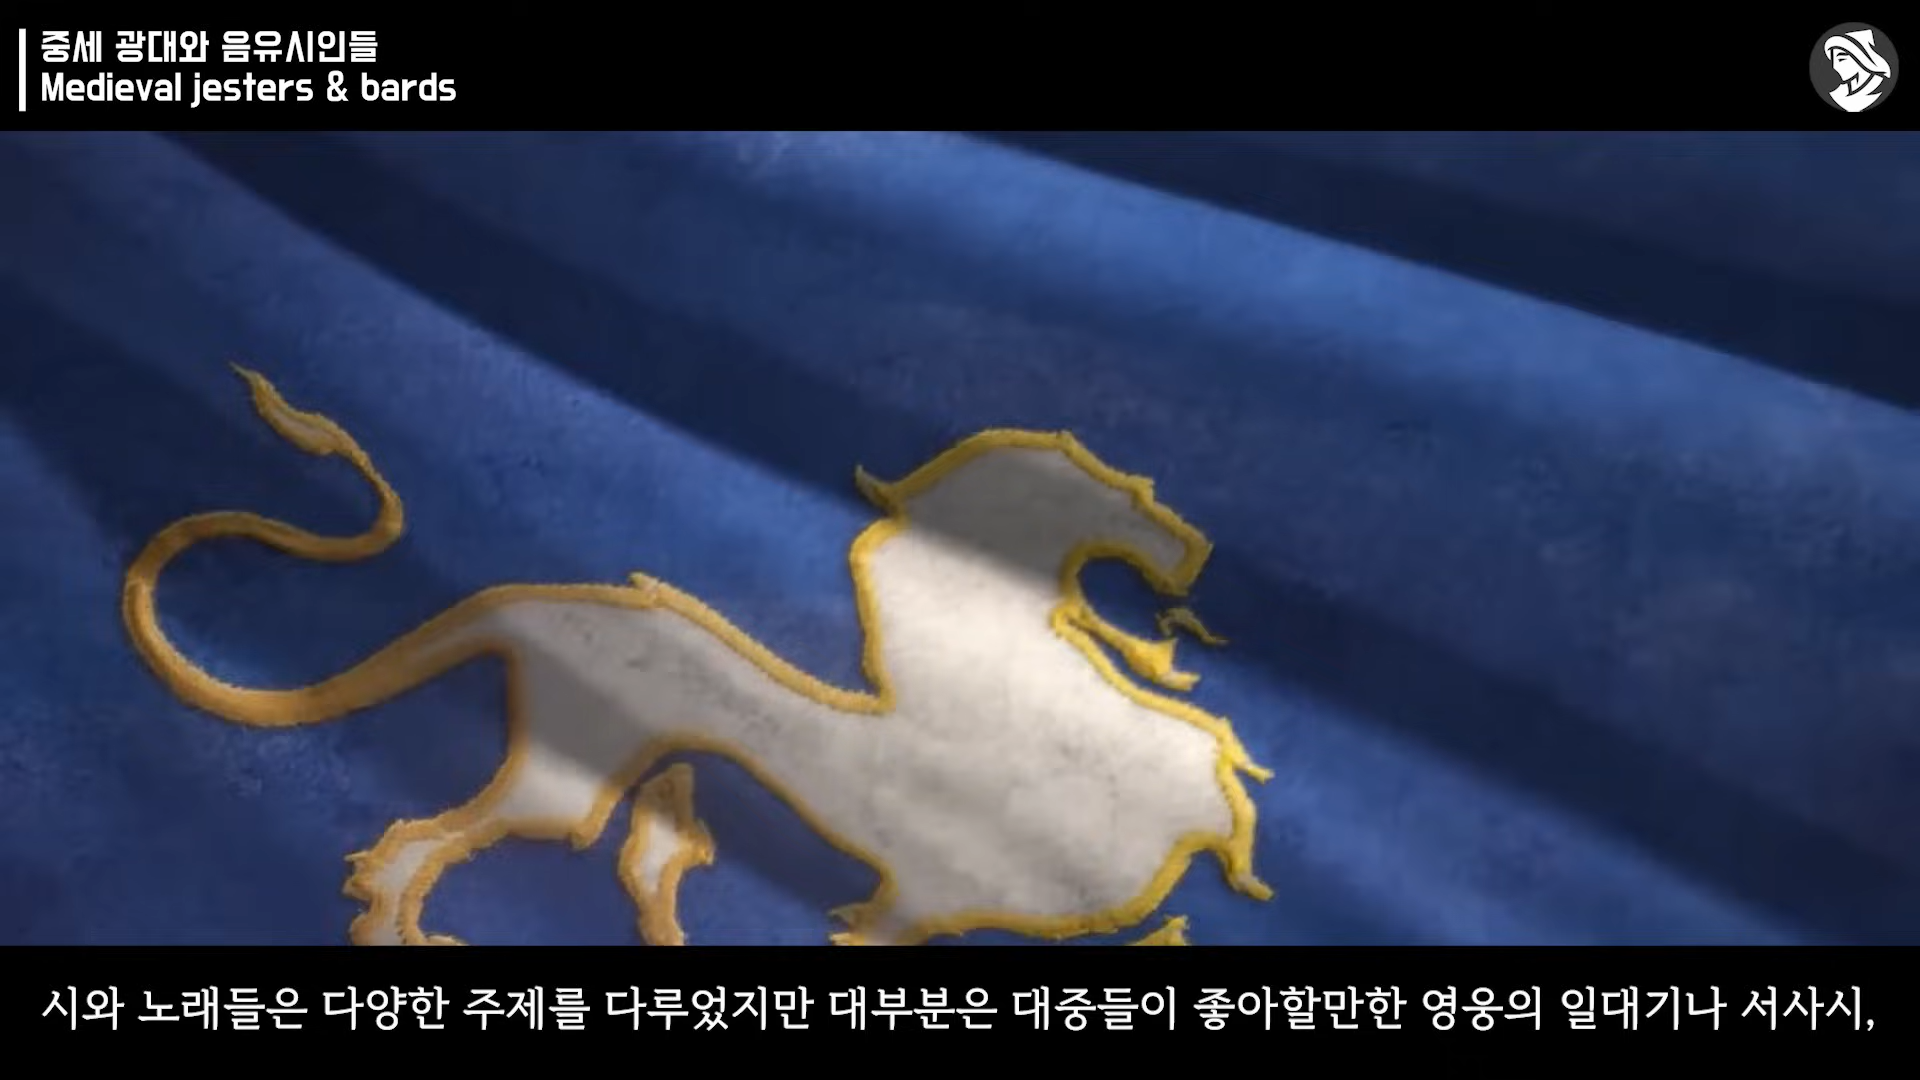 중세 광대와 음유시인들
Medieval jesters & bards
시와 노래들은 다양한 주제를 다루었지만 대부분은 대중들이 좋아할만한 영웅의 일대기나 서사시,